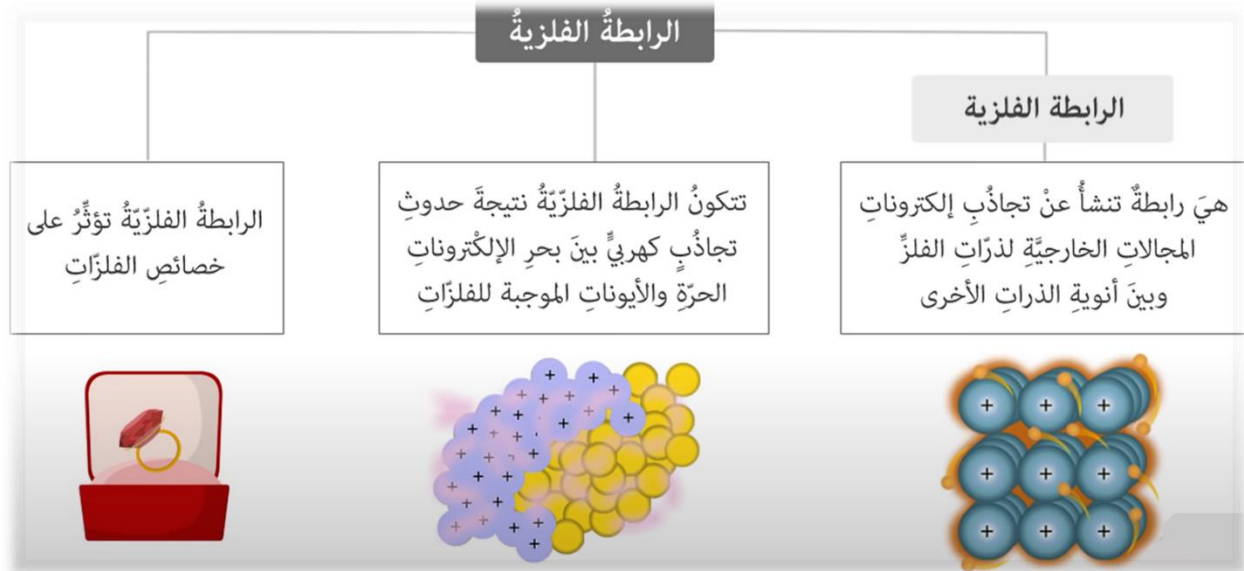 الرابطةُ الفلزيةُ
الرابطة الفلزية
هيَ رابطةٌ تنشأُ عنْ تجاذُبِ إلكتروناتِ
المجالاتِ الخارجيَّةِ لذرّاتِ الفلزِّ
وبينَ أنويةِ الذراتِ الأخرى
تتكونُ الرابطةُ الفلزّيّةُ نتيجةَ حدوثِ
تجاذُبٍ كهربيٍّ بينَ بحرِ الإلكْتروناتِ
الحرّةِ والأيوناتِ الموجبة للفلزّاتِ
الرابطةُ الفلزّيّةُ تؤثِّرُ على
خصائصِ الفلزّاتِ